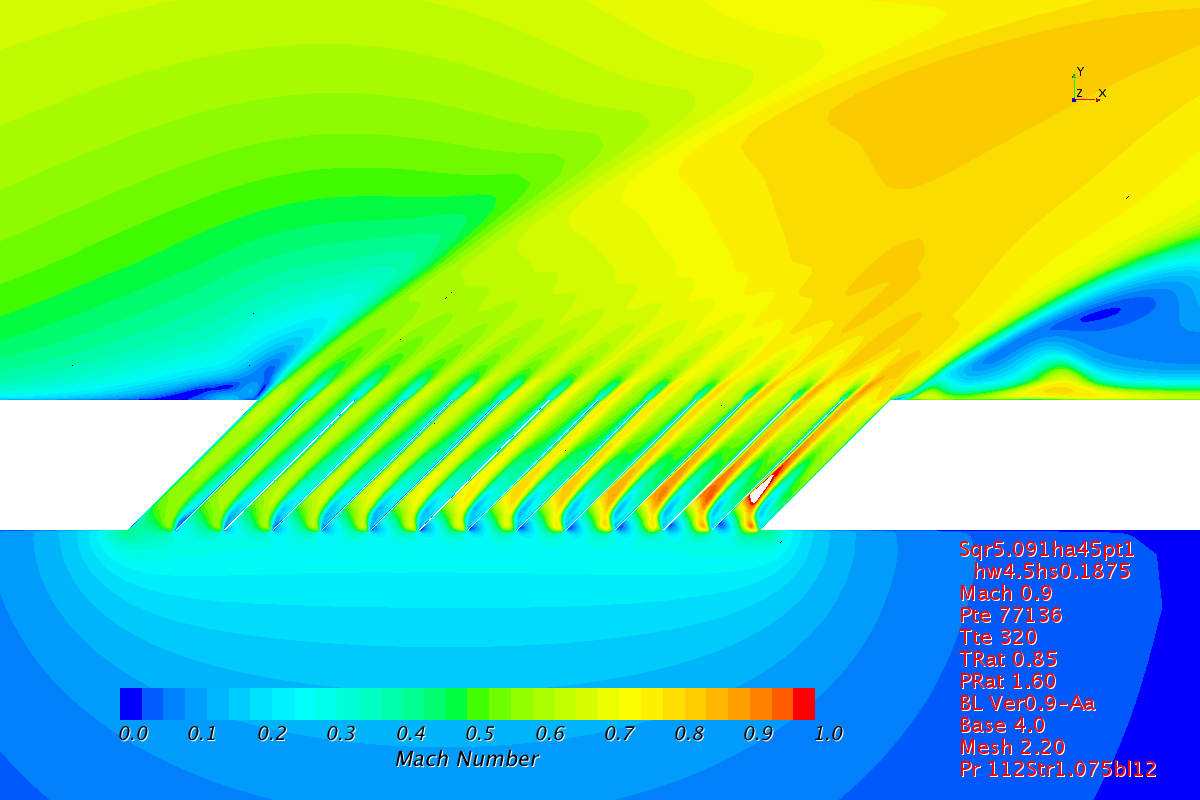 Y
Z X
Sqr5.091ha45pt1
hw4.5hs0.1875
Mach 0.9
Pte 77136
Tte 320
TRat 0.85
PRat 1.60
BL Ver0.9-Aa
Base 4.0
Mesh 2.20
Pr 112Str1.075bl12
0.0 0.1 0.2 0.3 0.4 0.5 0.6 0.7 0.8 0.9 1.0
Mach Number